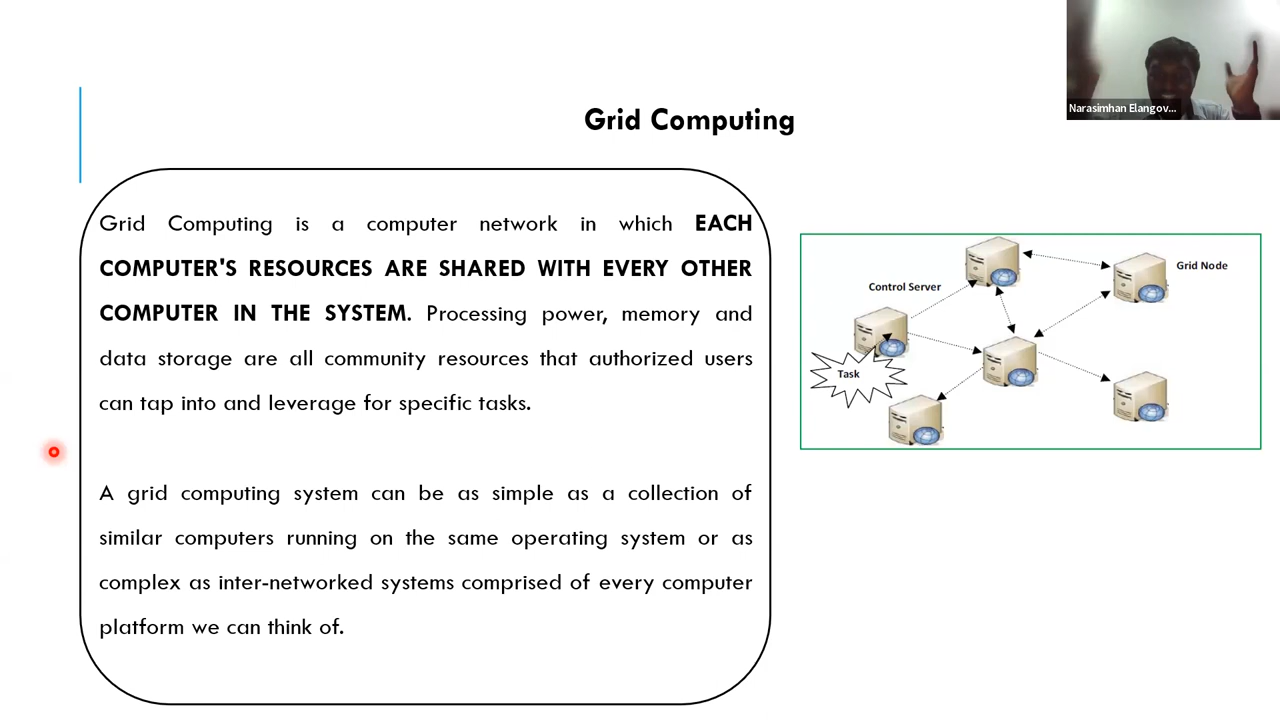 Narasimhan Elangov...
Grid Computing
Grid Computing is a computer network in which EACH
COMPUTER'S RESOURCES ARE SHARED WITH EVERY OTHER
COMPUTER IN THE SYSTEM. Processing power, memory and
data storage are all community resources that authorized users
can tap into and leverage for specific tasks.
A grid computing system can be as simple as a collection of
similar computers running on the same operating system or as
complex as inter-networked systems comprised of every computer
platform we can think of.
Grid Node
Control Server
Task